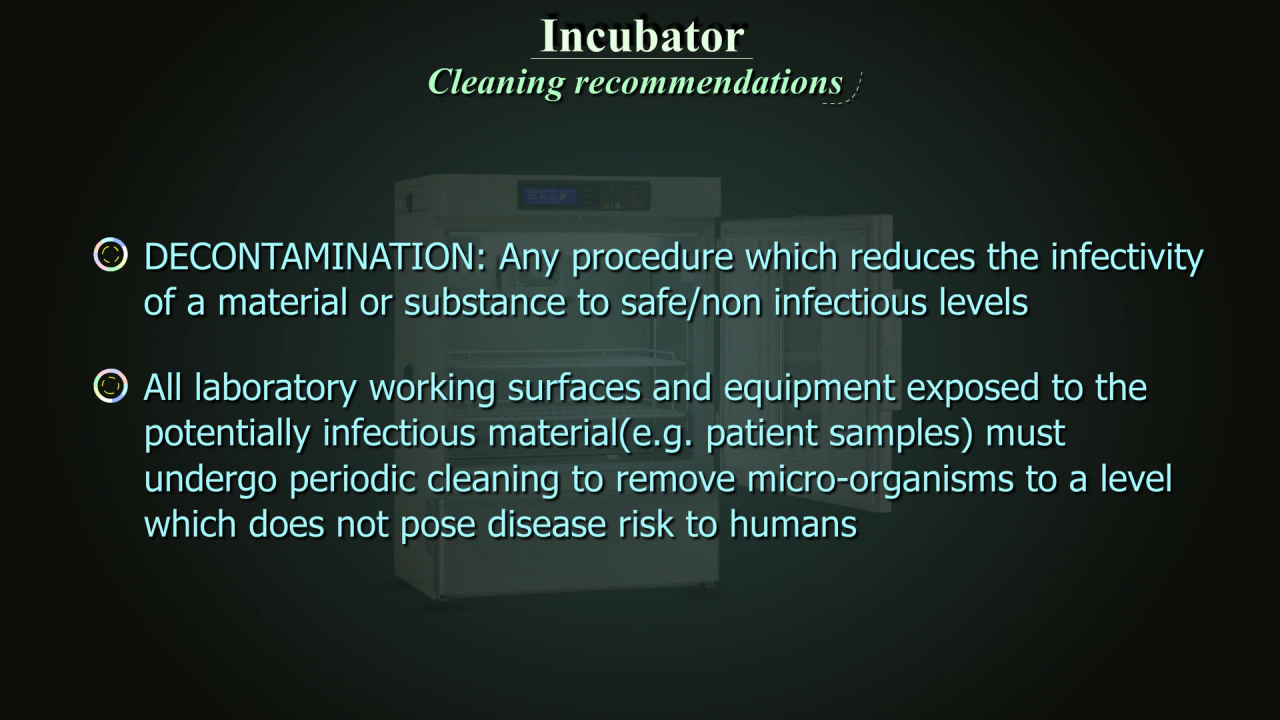 Incubator
Cleaning recommendations
DECONTAMINATION: Any procedure which reduces the infectivity
of a material or substance to safe/non infectious levels
All laboratory working surfaces and equipment exposed to the
potentially infectious material(e.g. patient samples) must
undergo periodic cleaning to remove micro-organisms to a level
which does not pose disease risk to humans